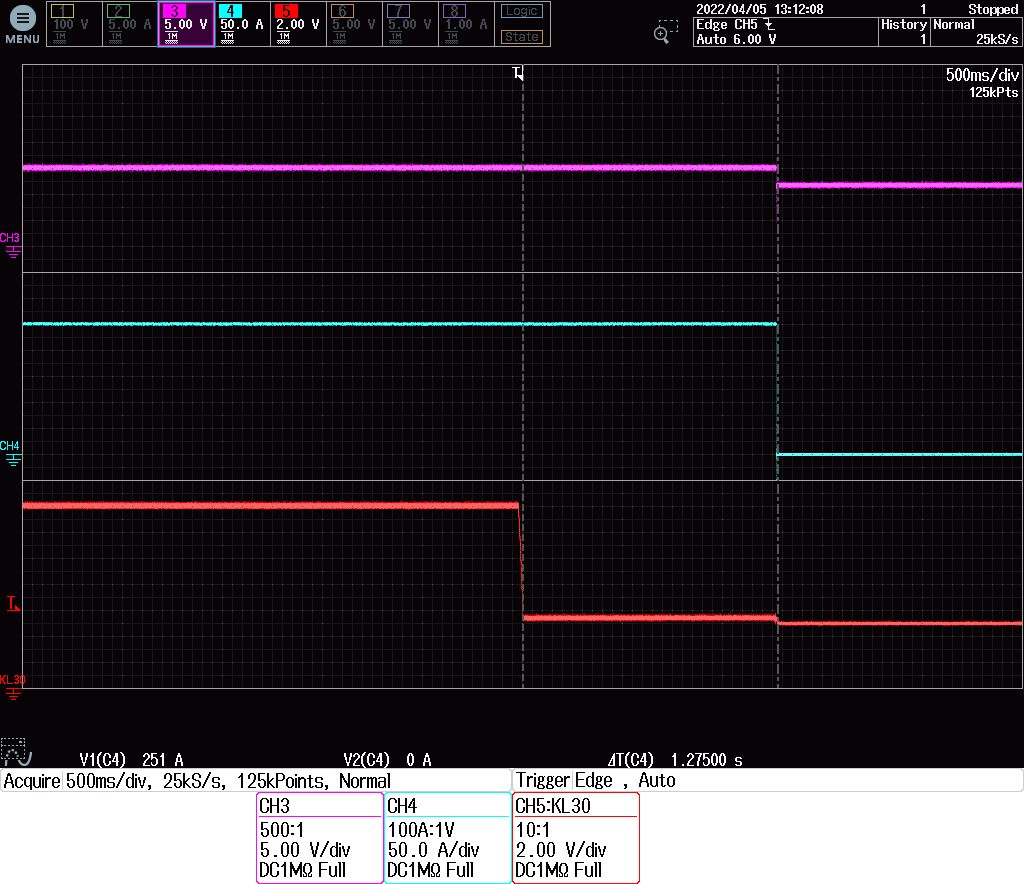 MENU
1 100 V 1M
2 5.00 A 1M
3 5.00 V 1M
4 50.0 A 1M
5 2.00 V 1M
6 5.00 V 1M
7 5.00 V 1M
8 1.00 A 1M
Logic
State
2022/04/05 13:12:08 1 Stopped
Edge CH5
Auto 6.00 V
History
1
Normal
25kS/s
T
500ms/div
125kPts
CH3
CH4
T
KL30
V1(C4) 251 A V2(C4) 0 A ΔT(C4) 1.27500 s
Acquire 500ms/div, 25kS/s, 125kPoints, Normal
Trigger Edge , Auto
CH3
500:1
5.00 V/div
DC1MΩ Full
CH4
100A:1V
50.0 A/div
DC1MΩ Full
CH5:KL30
10:1
2.00 V/div
DC1MΩ Full